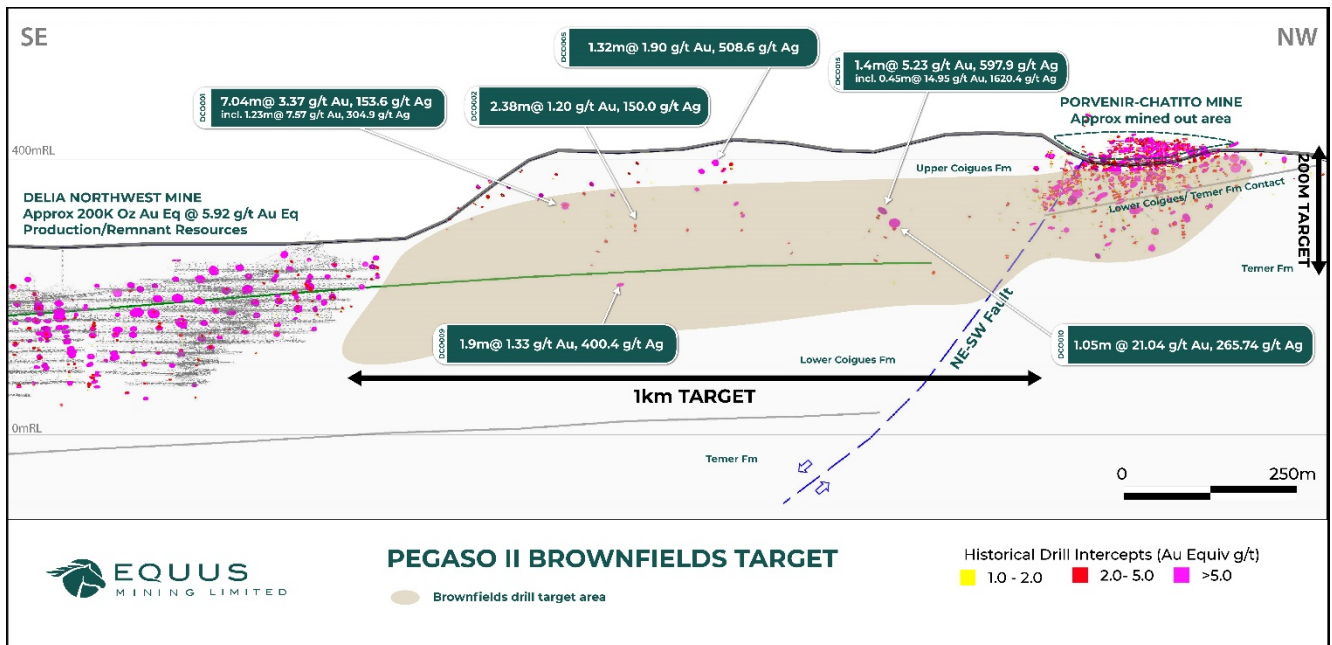 SE
NW
DCO005
1.32m@ 1.90 g/t Au, 508.6 g/t Ag
DCO015
1.4m@ 5.23 g/t Au, 597.9 g/t Ag
incl. 0.45m@ 14.95 g/t Au, 1620.4 g/t Ag
DCO001
7.04m@ 3.37 g/t Au, 153.6 g/t Ag
incl. 1.23m@ 7.57 g/t Au, 304.9 g/t Ag
DCO002
2.38m@ 1.20 g/t Au, 150.0 g/t Ag
PORVENIR-CHATITO MINE
Approx mined out area
400mRL
Upper Coigues Fm
200M TARGET
DELIA NORTHWEST MINE
Approx 200K Oz Au Eq @ 5.92 g/t Au Eq
Production/Remnant Resources
Lower Coigues/ Temer Fm Contact
Temer Fm
NE-SW Fault
DCO009
1.9m@ 1.33 g/t Au, 400.4 g/t Ag
DCO010
1.05m @ 21.04 g/t Au, 265.74 g/t Ag
Lower Coigues Fm
1km TARGET
0mRL
Temer Fm
0 250m
EQUUS
MINING LIMITED
PEGASO II BROWNFIELDS TARGET
Brownfields drill target area
Historical Drill Intercepts (Au Equiv g/t)
1.0 - 2.0 2.0- 5.0 >5.0